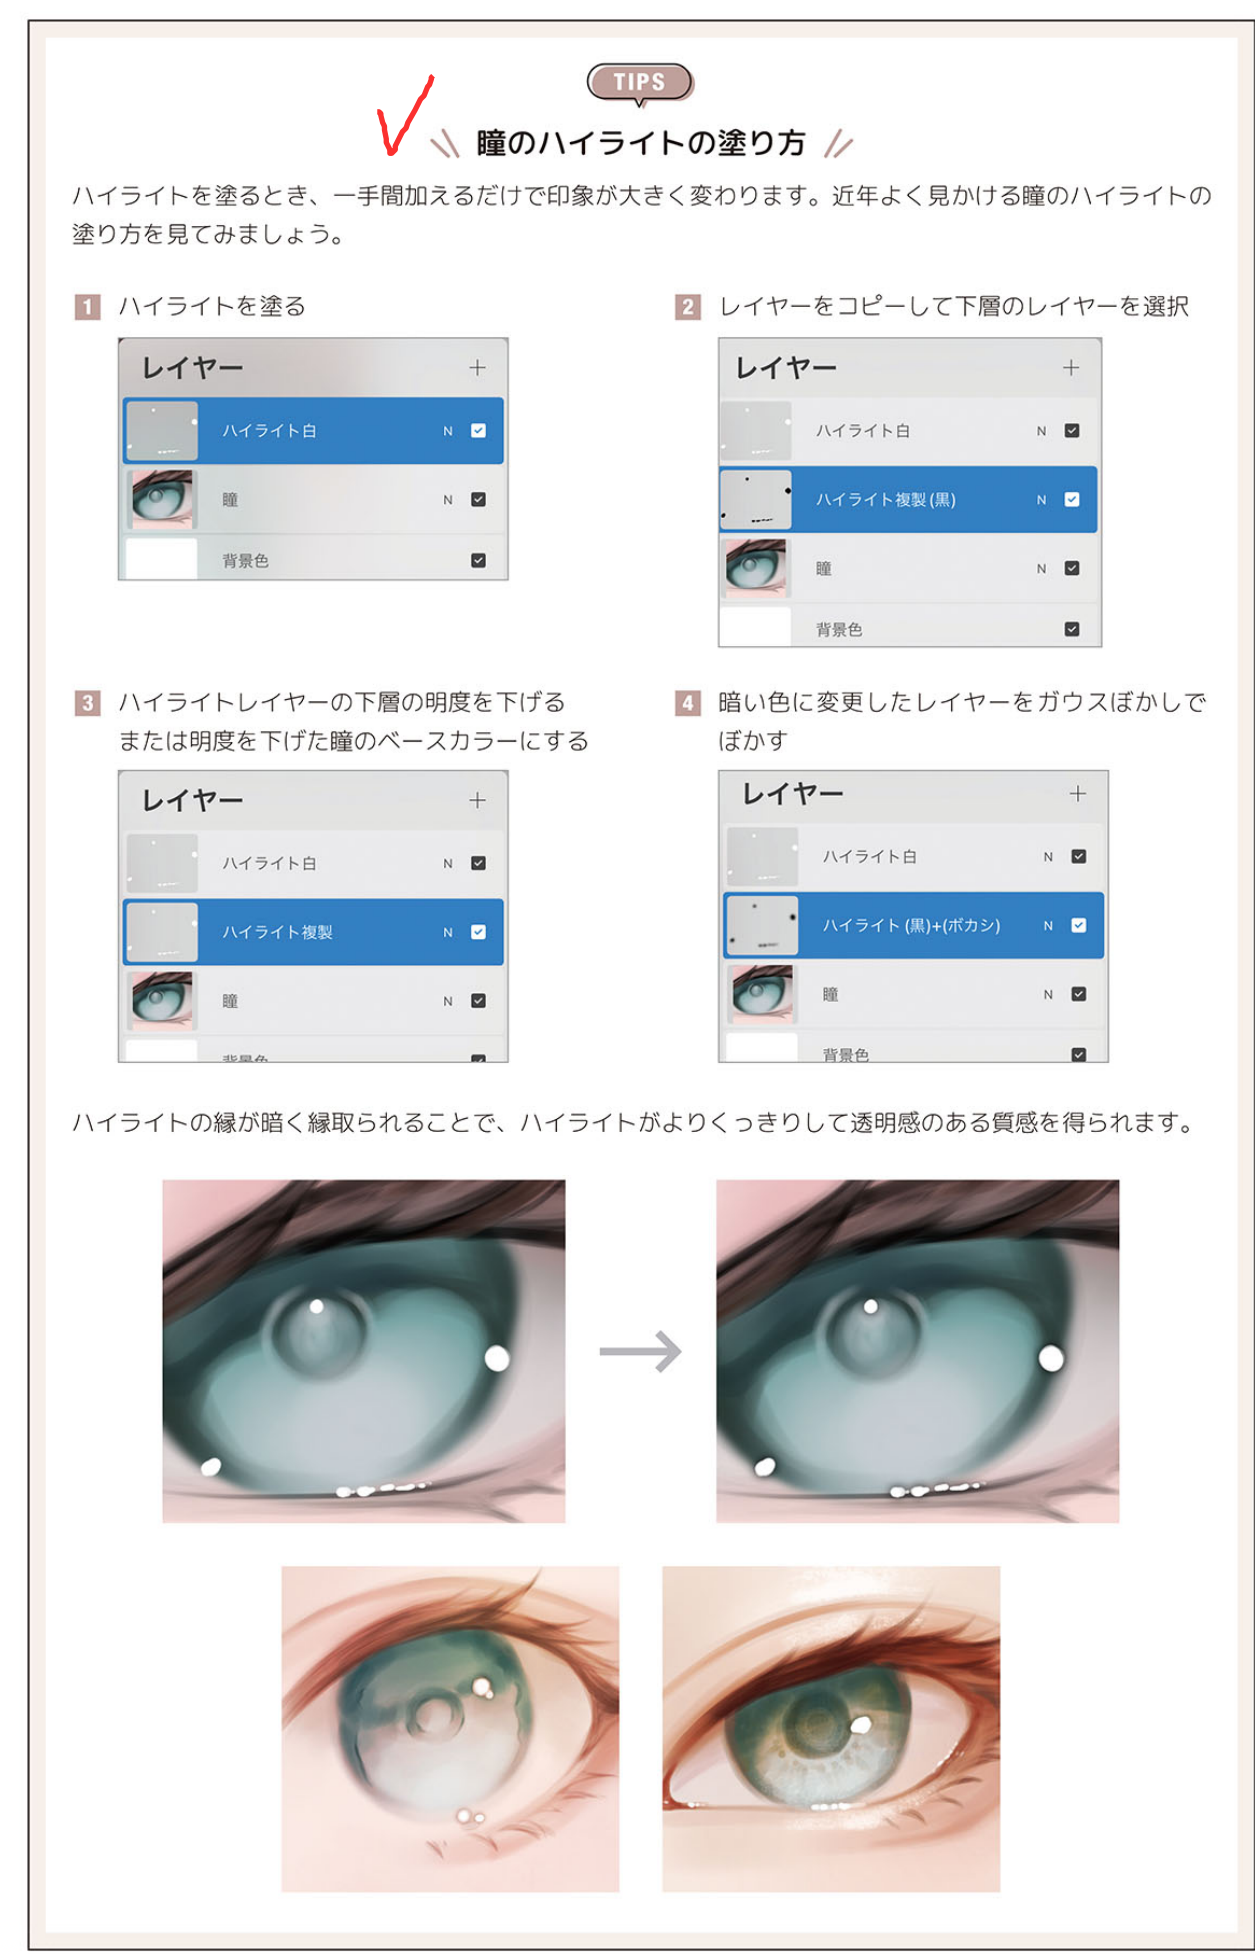 TIPS
瞳のハイライトの塗り方
ハイライトを塗るとき、一手間加えるだけで印象が大きく変わります。近年よく見かける瞳のハイライトの
塗り方を見てみましょう。
1 ハイライトを塗る
レイヤー +
ハイライト白 N
瞳 N
背景色
2 レイヤーをコピーして下層のレイヤーを選択
レイヤー +
ハイライト白 N
ハイライト複製(黒) N
瞳 N
背景色
3 ハイライトレイヤーの下層の明度を下げる
または明度を下げた瞳のベースカラーにする
レイヤー +
ハイライト白 N
ハイライト複製 N
瞳 N
背景色
4 暗い色に変更したレイヤーをガウスぼかしで
ぼかす
レイヤー +
ハイライト白 N
ハイライト(黒)+(ボカシ) N
瞳 N
背景色
ハイライトの縁が暗く縁取られることで、ハイライトがよりくっきりして透明感のある質感を得られます。